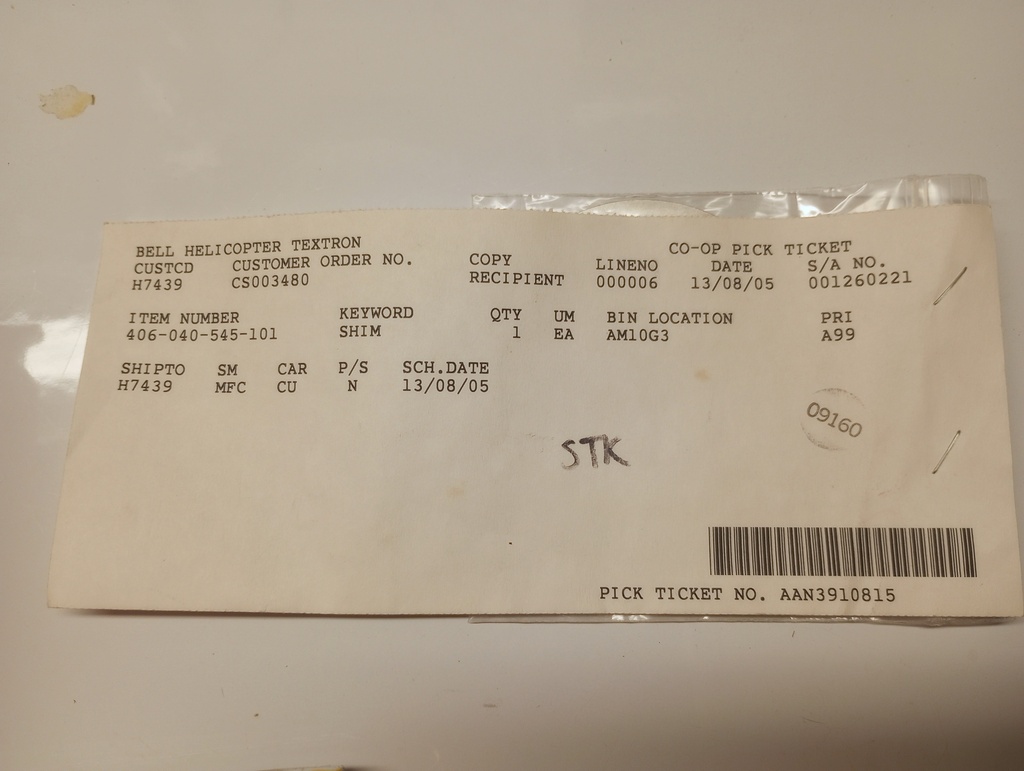 BELL HELICOPTER TEXTRON CO-OP PICK TICKET
CUSTCD CUSTOMER ORDER NO. COPY LINENO DATE S/A NO.
H7439 CS003480 RECIPIENT 000006 13/08/05 001260221
ITEM NUMBER KEYWORD QTY UM BIN LOCATION PRI
406-040-545-101 SHIM 1 EA AM10G3 A99
SHIPTO SM CAR P/S SCH.DATE
H7439 MFC CU N 13/08/05
09160
STK
PICK TICKET NO. AAN3910815